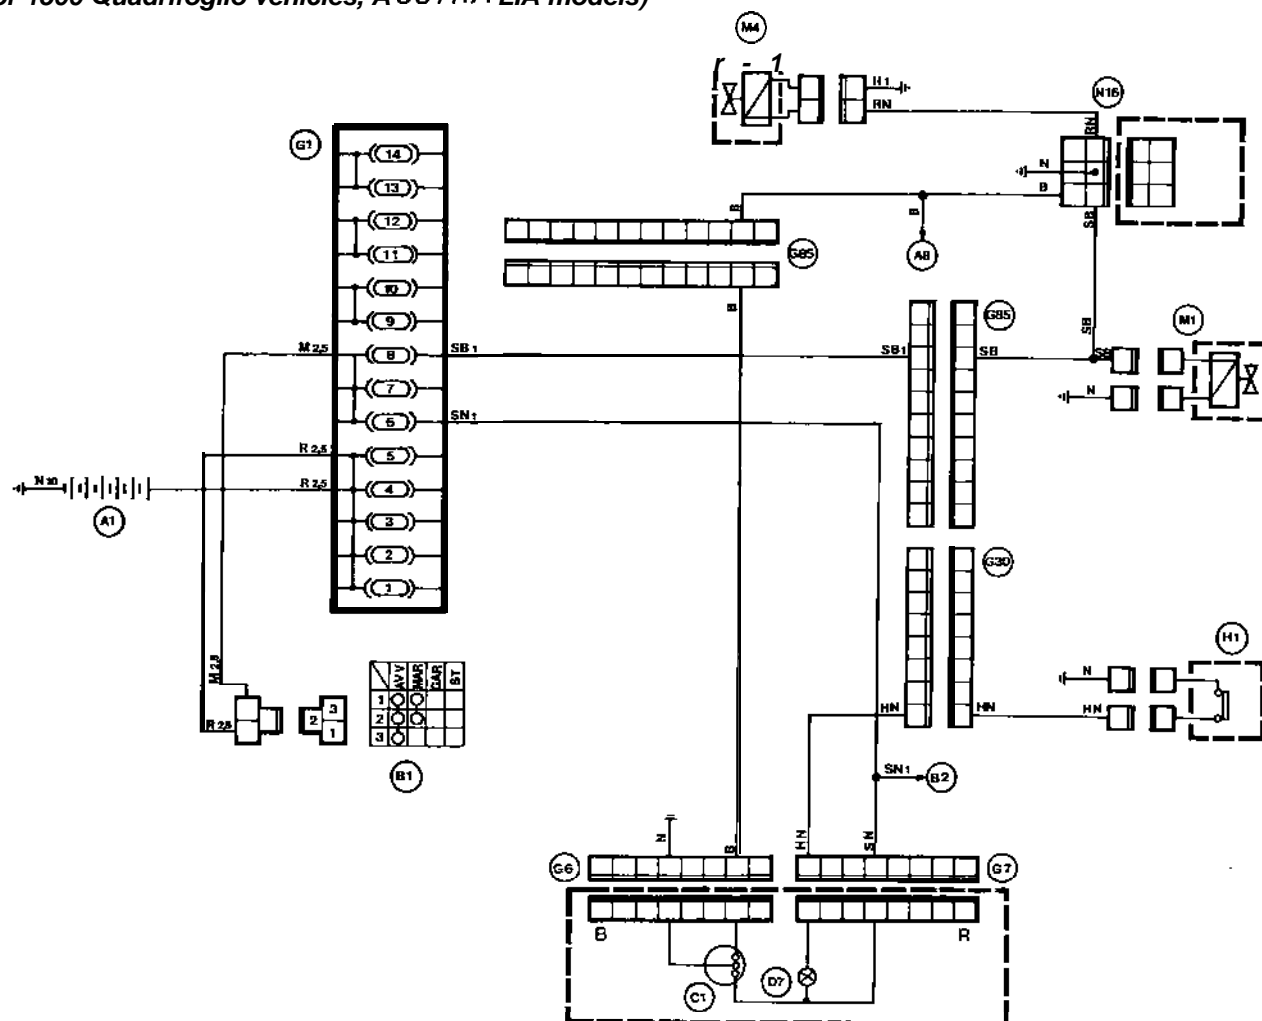 or 1500 Quadrifoglio vehicles, AUSTRALIA models)
M4
r - 1
H1
RN
N16
RN
G1
14
13
12
11
10
9
8
7
6
5
4
3
2
1
N
B
B
B
SB
A8
G85
B
G85
M1
M 2,5
SB 1
SB1
SB
SB
N
SN1
R 2,5
R 2,5
N 10
A1
G30
H1
N
M 2,5
R 2,5
3
2
1
AVV
MAR
GAR
ST
1
2
3
B1
HN
HN
HN
SN1
B2
N
B
HN
SN
G6
G7
B
R
C1
D7